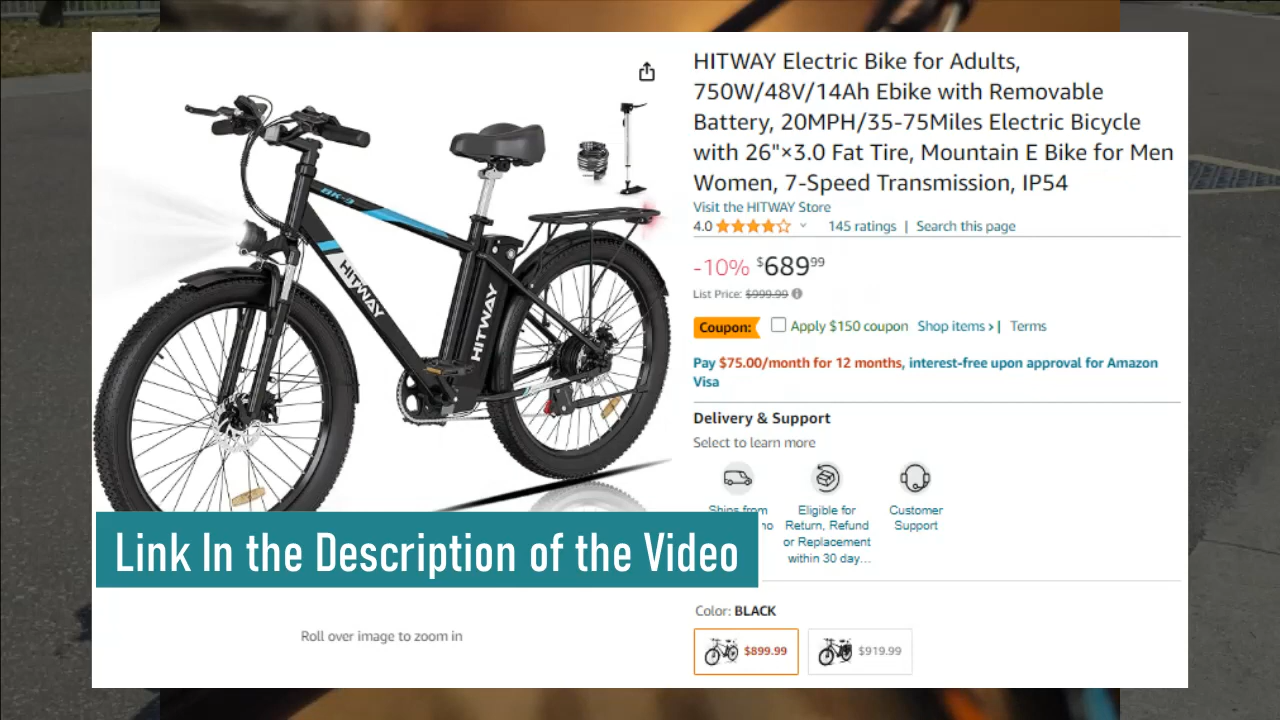 HITWAY Electric Bike for Adults,
750W/48V/14Ah Ebike with Removable
Battery, 20MPH/35-75Miles Electric Bicycle
with 26"×3.0 Fat Tire, Mountain E Bike for Men
Women, 7-Speed Transmission, IP54
Visit the HITWAY Store
4.0 145 ratings | Search this page
-10% $689.99
List Price: $999.99
Coupon: Apply $150 coupon Shop items › | Terms
Pay $75.00/month for 12 months, interest-free upon approval for Amazon
Visa
Delivery & Support
Select to learn more
Ships from
Eligible for
Return, Refund
or Replacement
within 30 day…
Customer
Support
BK-3
HITWAY
HITWAY
Link In the Description of the Video
Roll over image to zoom in
Color: BLACK
$899.99
$919.99